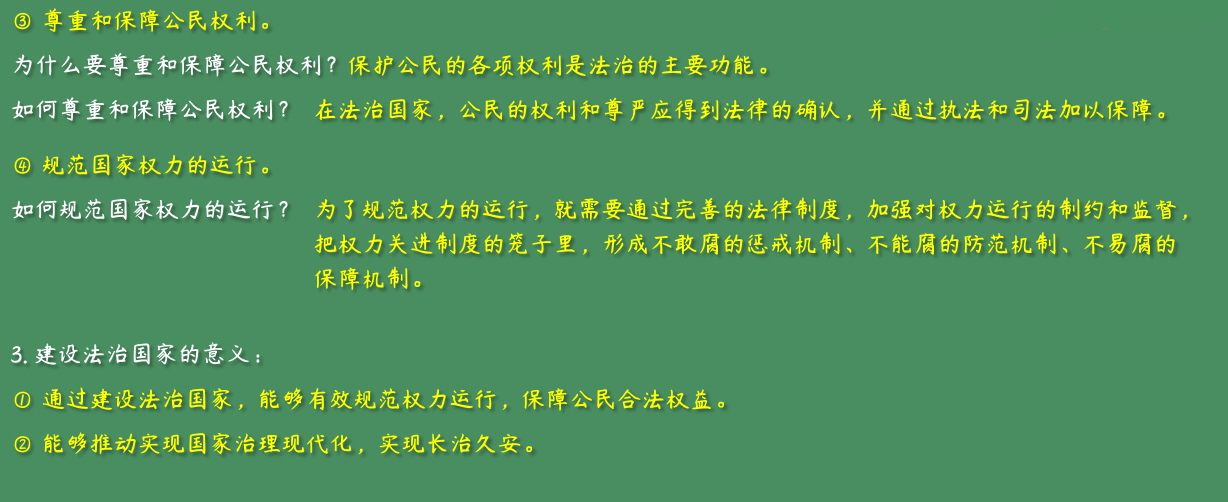 ③ 尊重和保障公民权利。
为什么要尊重和保障公民权利？保护公民的各项权利是法治的主要功能。
如何尊重和保障公民权利？ 在法治国家，公民的权利和尊严应得到法律的确认，并通过执法和司法加以保障。
④ 规范国家权力的运行。
如何规范国家权力的运行？ 为了规范权力的运行，就需要通过完善的法律制度，加强对权力运行的制约和监督，
把权力关进制度的笼子里，形成不敢腐的惩戒机制、不能腐的防范机制、不易腐的
保障机制。
3. 建设法治国家的意义：
① 通过建设法治国家，能够有效规范权力运行，保障公民合法权益。
② 能够推动实现国家治理现代化，实现长治久安。